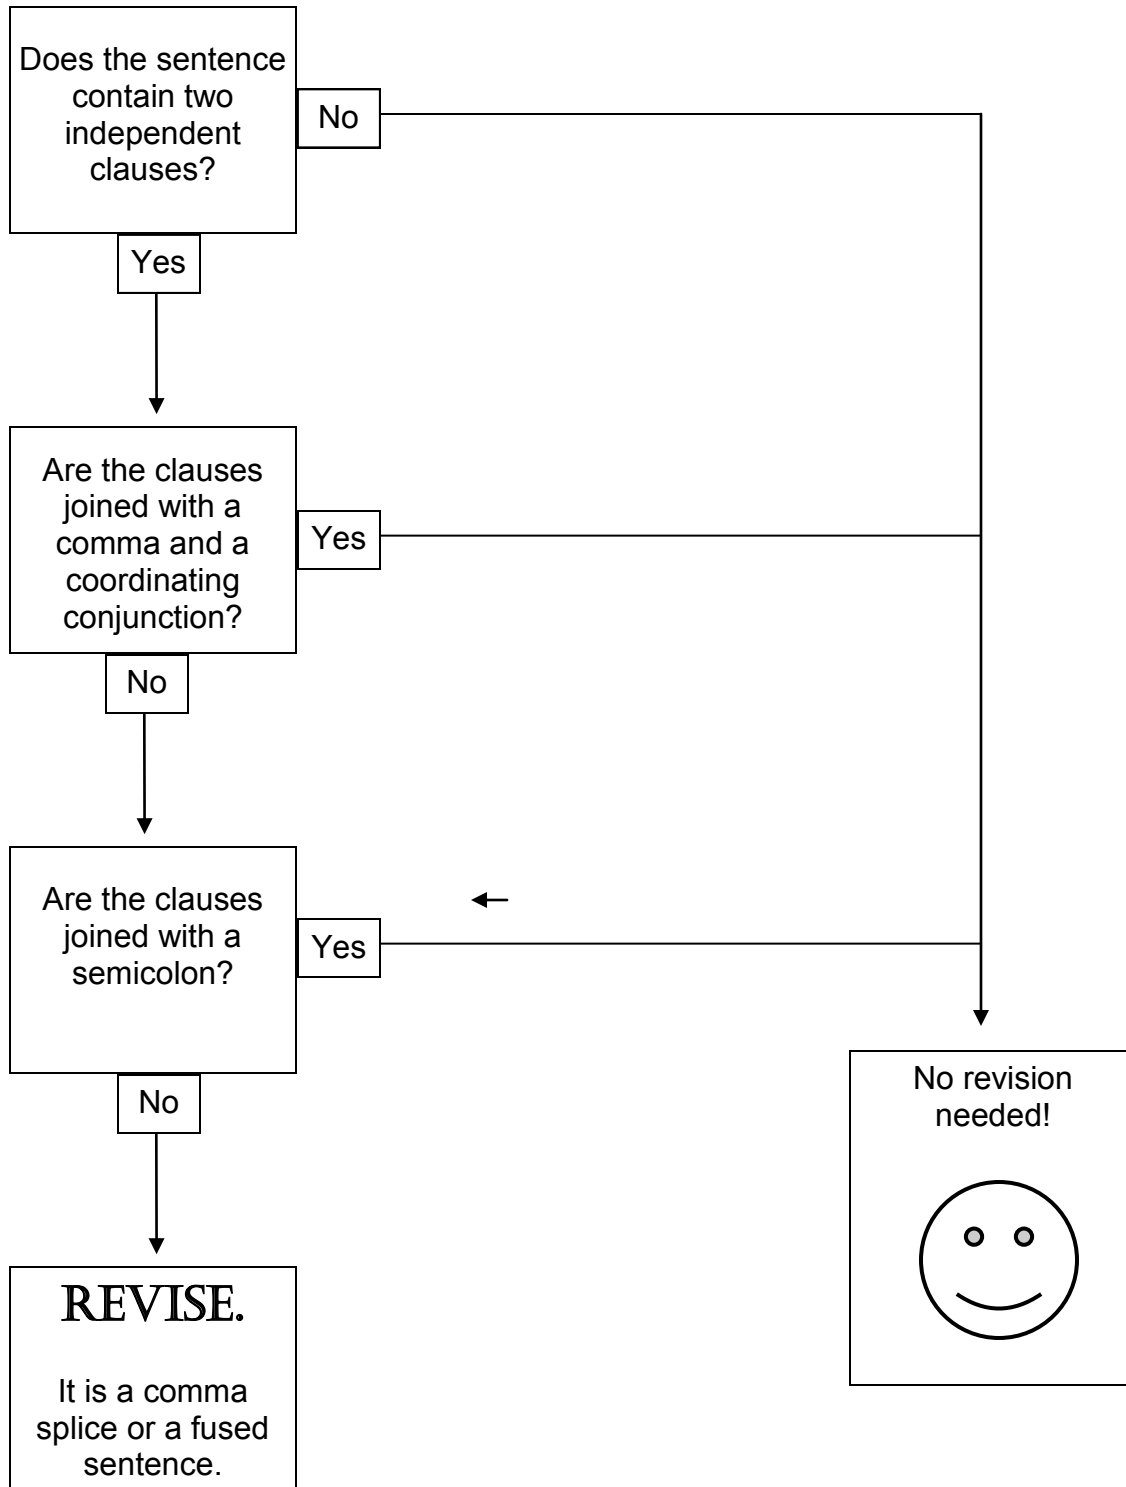 Does the sentence
contain two
independent
clauses?
No
Yes
Are the clauses
joined with a
comma and a
coordinating
conjunction?
Yes
No
Are the clauses
joined with a
semicolon?
Yes
No
No revision
needed!
REVISE.
It is a comma
splice or a fused
sentence.